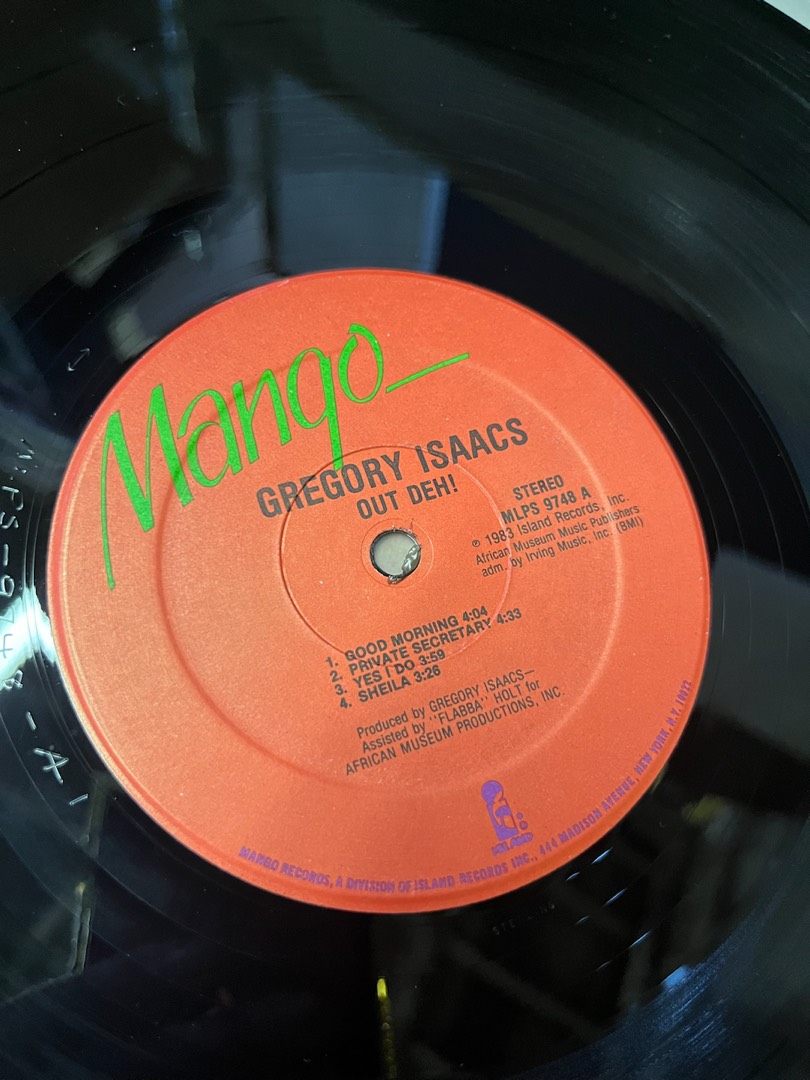 Mango
GREGORY ISAACS
OUT DEH!
STEREO
MLPS 9748 A
℗ 1983 Island Records, Inc.
African Museum Music Publishers
adm. by Irving Music, Inc. (BMI)
1. GOOD MORNING 4:04
2. PRIVATE SECRETARY 4:33
3. YES I DO 3:59
4. SHEILA 3:26
Produced by GREGORY ISAACS—
Assisted by "FLABBA" HOLT for
AFRICAN MUSEUM PRODUCTIONS, INC.
ISLAND
MANGO RECORDS, A DIVISION OF ISLAND RECORDS INC., 444 MADISON AVENUE, NEW YORK, N.Y. 10022
MLPS-9748-A1